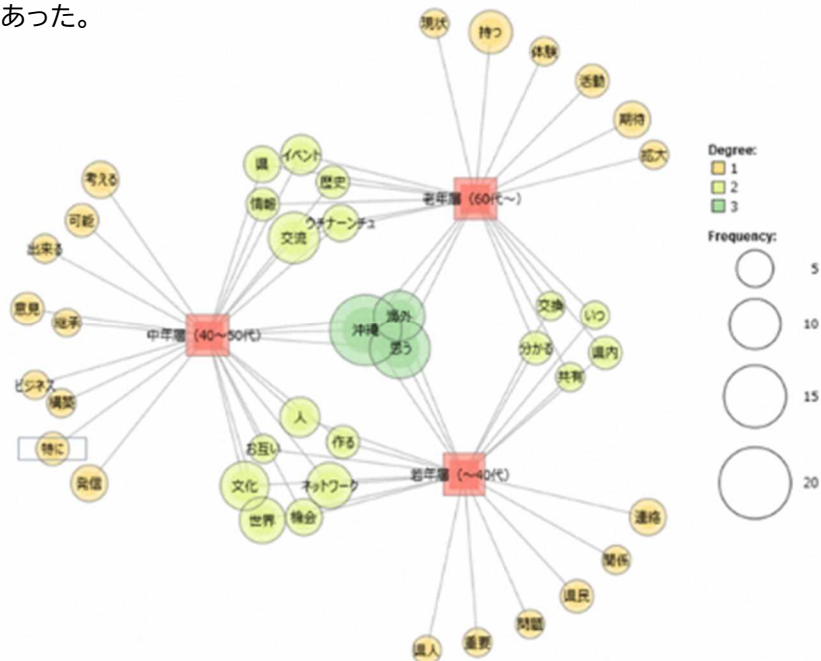 あった。
現状
持つ
体験
活動
期待
拡大
老年層（60代～）
県
イベント
歴史
情報
ウチナーンチュ
交流
考える
可能
出来る
意見
継承
中年層（40～50代）
ビジネス
構築
特に
発信
沖縄
海外
思う
交換
いつ
分かる
県内
共有
人
作る
お互い
文化
ネットワーク
世界
機会
若年層（～40代）
連絡
関係
県民
問題
重要
県人
Degree:
1
2
3
Frequency:
5
10
15
20